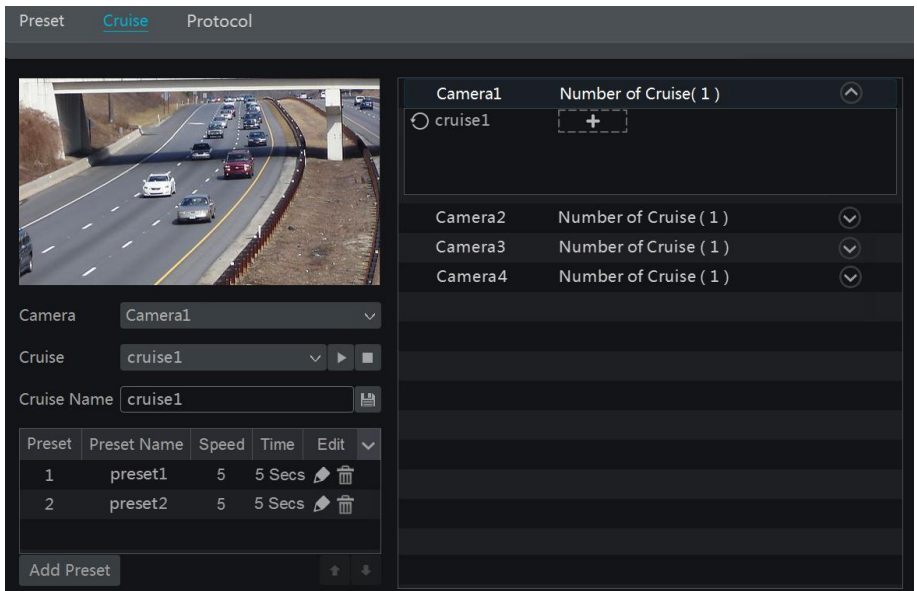 Preset Cruise Protocol
Camera Camera1
Cruise cruise1
Cruise Name cruise1
Preset Preset Name Speed Time Edit
1 preset1 5 5 Secs
2 preset2 5 5 Secs
Add Preset
Camera1 Number of Cruise( 1 )
cruise1 +
Camera2 Number of Cruise ( 1 )
Camera3 Number of Cruise ( 1 )
Camera4 Number of Cruise ( 1 )